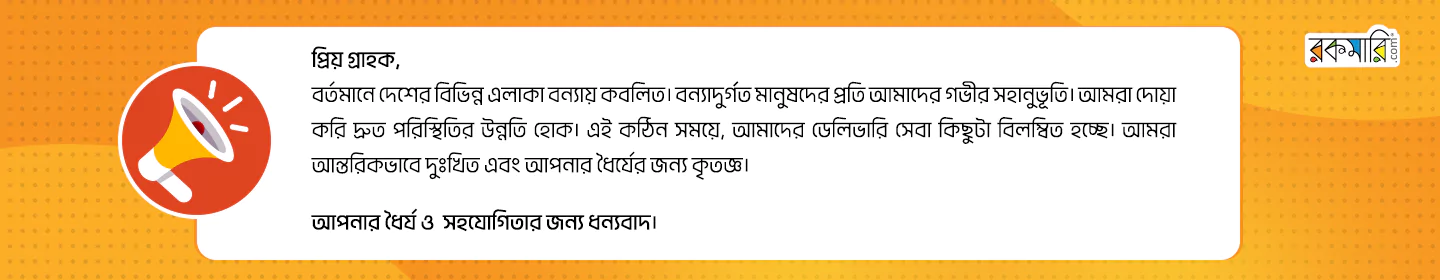 প্রিয় গ্রাহক,
বর্তমানে দেশের বিভিন্ন এলাকা বন্যায় কবলিত। বন্যাদুর্গত মানুষদের প্রতি আমাদের গভীর সহানুভূতি। আমরা দোয়া
করি দ্রুত পরিস্থিতির উন্নতি হোক। এই কঠিন সময়ে, আমাদের ডেলিভারি সেবা কিছুটা বিলম্বিত হচ্ছে। আমরা
আন্তরিকভাবে দুঃখিত এবং আপনার ধৈর্যের জন্য কৃতজ্ঞ।
আপনার ধৈর্য ও সহযোগিতার জন্য ধন্যবাদ।
রকমারি.com